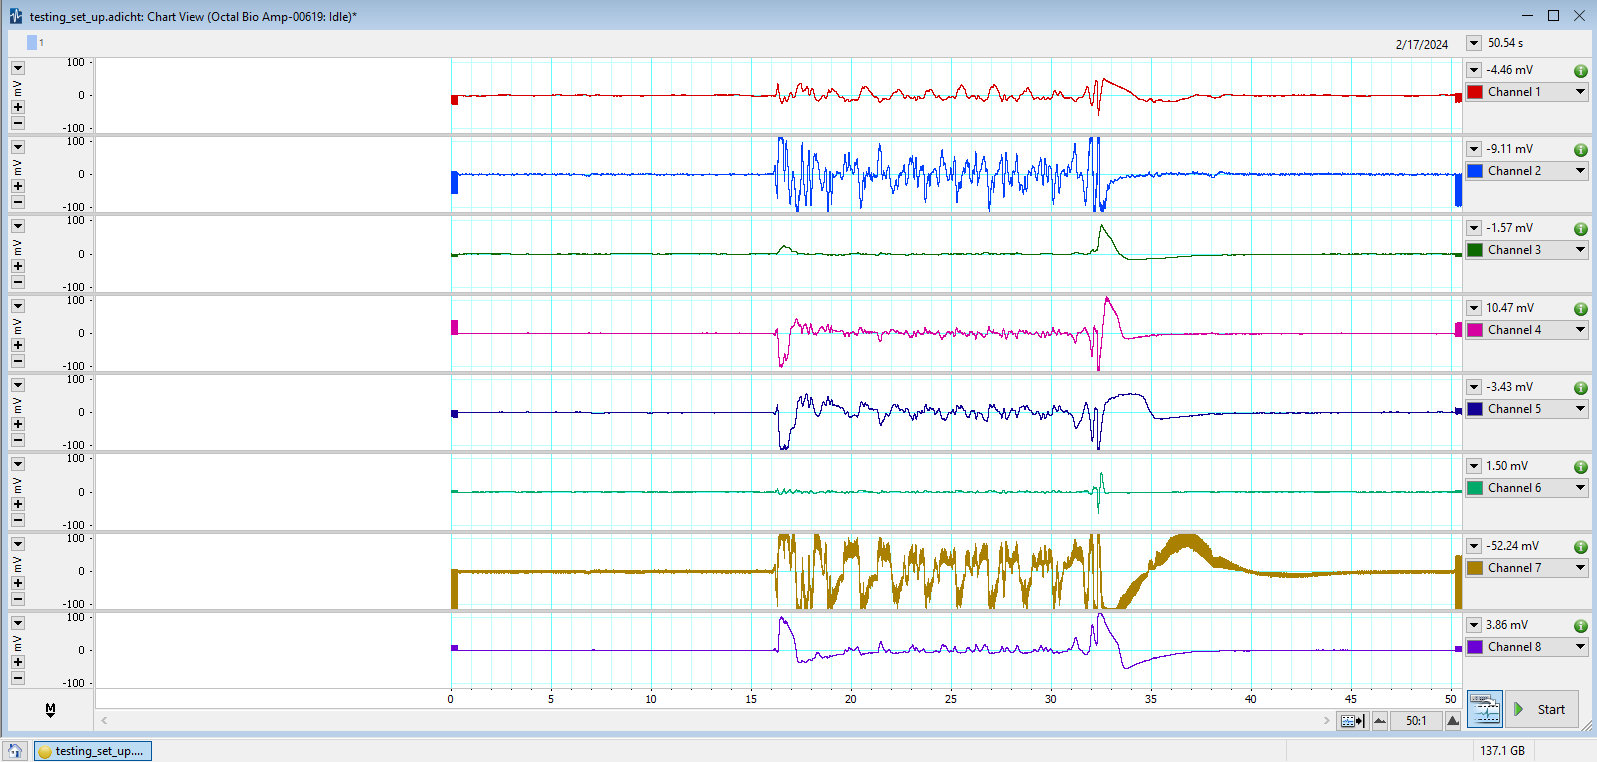 testing_set_up.adicht: Chart View (Octal Bio Amp-00619: Idle)*
1
2/17/2024
50.54 s
100
mV
0
-100
-4.46 mV
Channel 1
100
mV
0
-100
-9.11 mV
Channel 2
100
mV
0
-100
-1.57 mV
Channel 3
100
mV
0
-100
10.47 mV
Channel 4
100
mV
0
-100
-3.43 mV
Channel 5
100
mV
0
-100
1.50 mV
Channel 6
100
mV
0
-100
-52.24 mV
Channel 7
100
mV
0
-100
3.86 mV
Channel 8
0 5 10 15 20 25 30 35 40 45 50
M
50:1
Start
testing_set_up....
137.1 GB